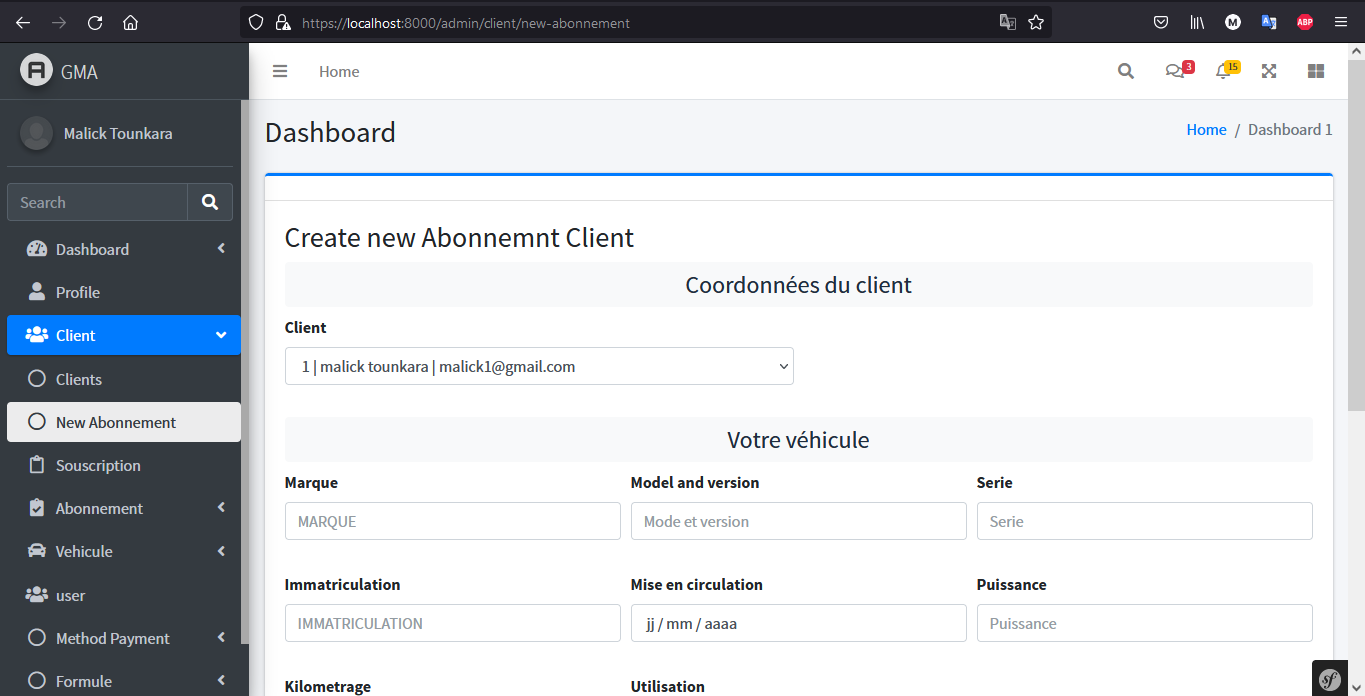 https://localhost:8000/admin/client/new-abonnement
M
ABP
GMA
Home
3
15
Malick Tounkara
Search
Dashboard
Profile
Client
Clients
New Abonnement
Souscription
Abonnement
Vehicule
user
Method Payment
Formule
Dashboard
Home / Dashboard 1
Create new Abonnemnt Client
Coordonnées du client
Client
1 | malick tounkara | malick1@gmail.com
Votre véhicule
Marque Model and version Serie
MARQUE Mode et version Serie
Immatriculation Mise en circulation Puissance
IMMATRICULATION jj / mm / aaaa Puissance
Kilometrage Utilisation
sf